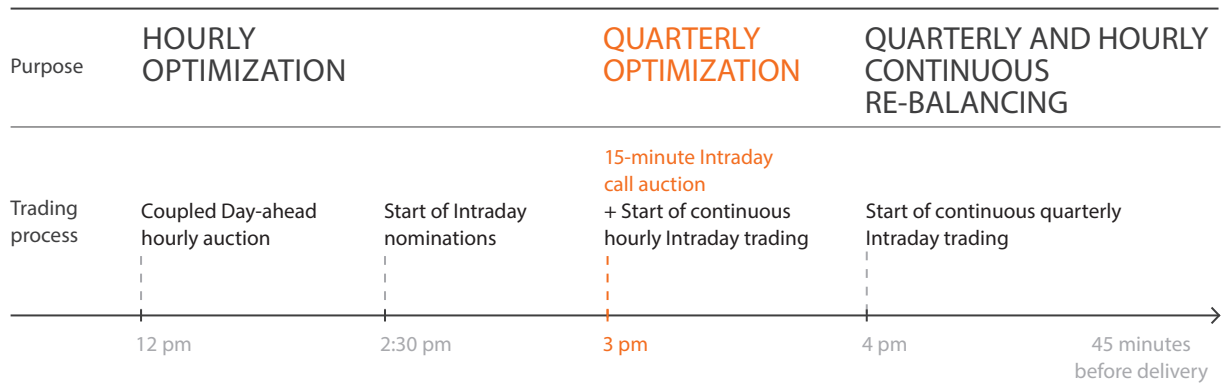 Purpose
HOURLY
OPTIMIZATION
QUARTERLY
OPTIMIZATION
QUARTERLY AND HOURLY
CONTINUOUS
RE-BALANCING
Trading
process
Coupled Day-ahead
hourly auction
Start of Intraday
nominations
15-minute Intraday
call auction
+ Start of continuous
hourly Intraday trading
Start of continuous quarterly
Intraday trading
12 pm
2:30 pm
3 pm
4 pm
45 minutes
before delivery